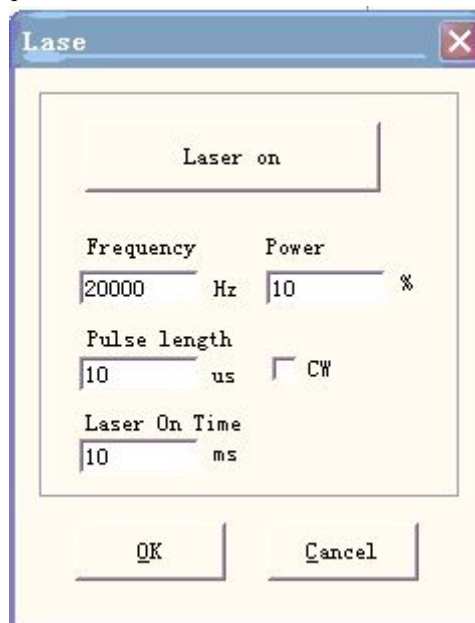 Lase
Laser on
Frequency Power
20000 Hz 10 %
Pulse length
10 us CW
Laser On Time
10 ms
OK Cancel